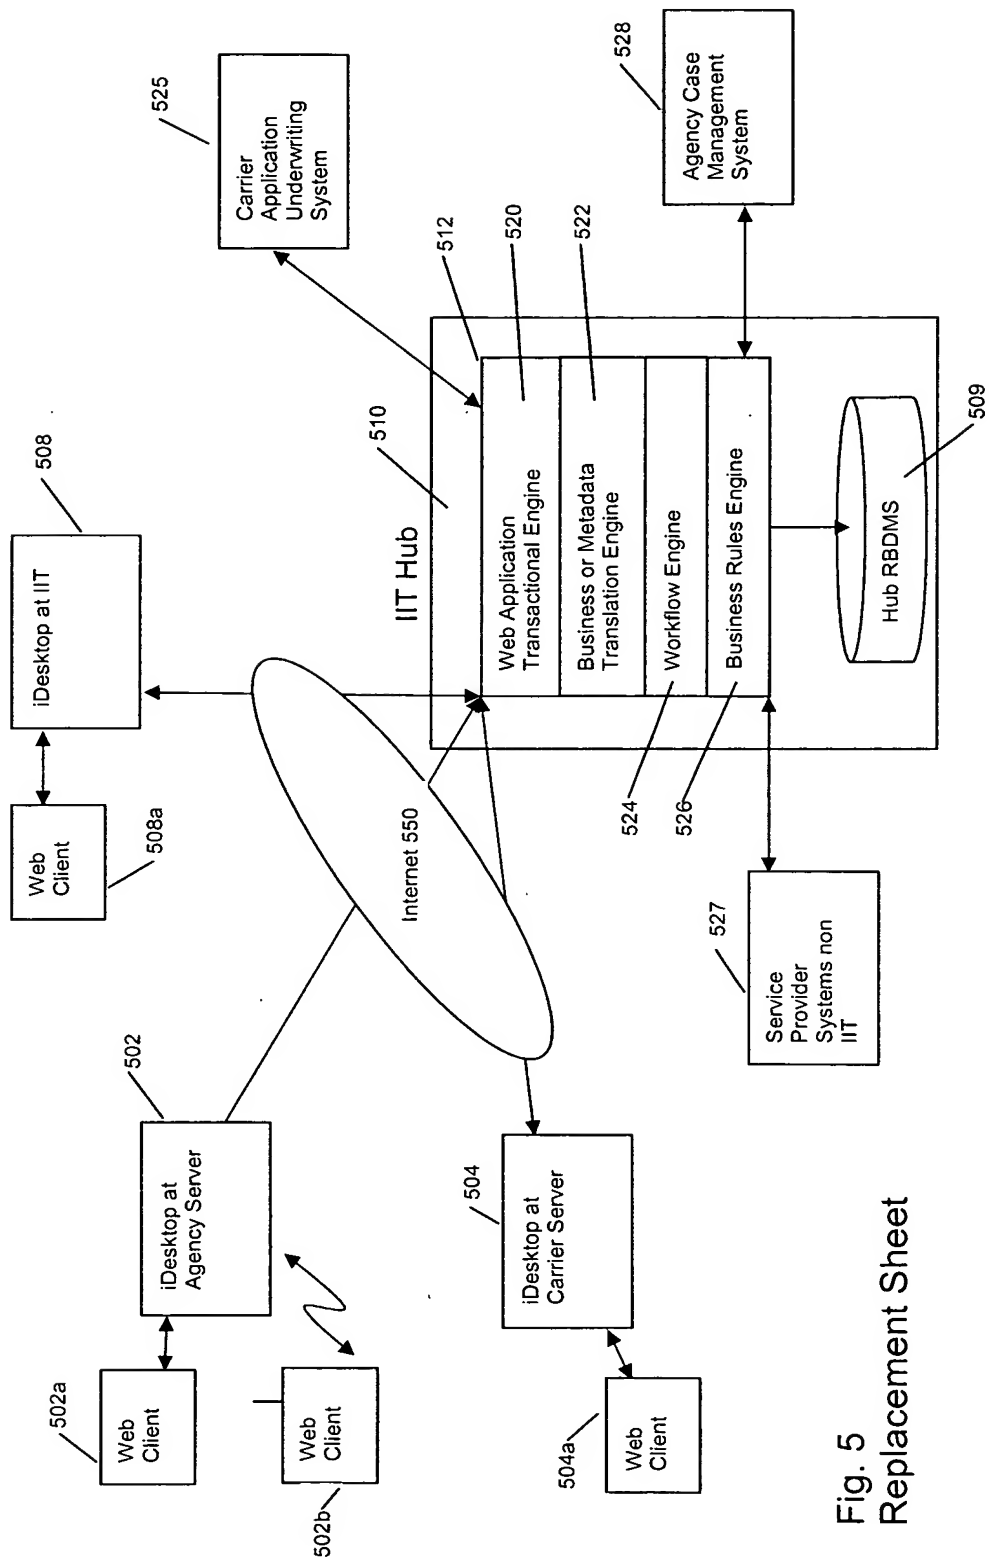 508
iDesktop at IIT
Web
Client
508a
525
Carrier
Application
Underwriting
System
502
iDesktop at
Agency Server
502a
Web
Client
Web
Client
502b
Internet 550
IIT Hub
510
512
Web Application
Transactional Engine
520
Business or Metadata
Translation Engine
522
Workflow Engine
524
Business Rules Engine
526
Hub RBDMS
509
528
Agency Case
Management
System
504
iDesktop at
Carrier Server
504a
Web
Client
527
Service
Provider
Systems non
IIT
Fig. 5
Replacement Sheet